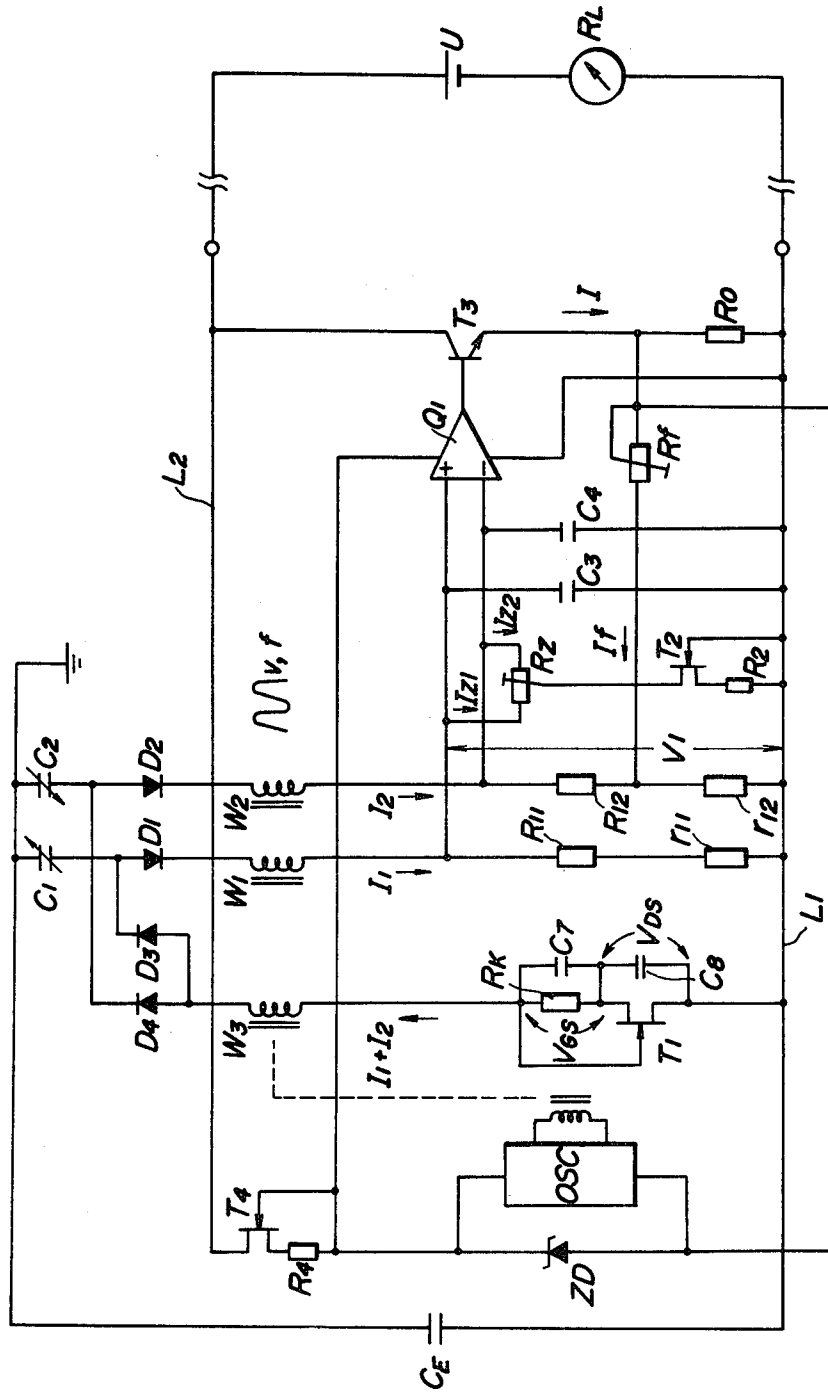 C1
C2
D4
D3
D1
D2
L2
T4
R4
W3
W1
W2
V, f
I1+I2
I1
I2
CE
ZD
OSC
VGS
RK
C7
VDS
C8
T1
R11
r11
R12
r12
V1
IZ1
IZ2
RZ
If
T2
R2
C3
C4
Q1
+
−
T3
I
Rf
RO
L1
U
RL